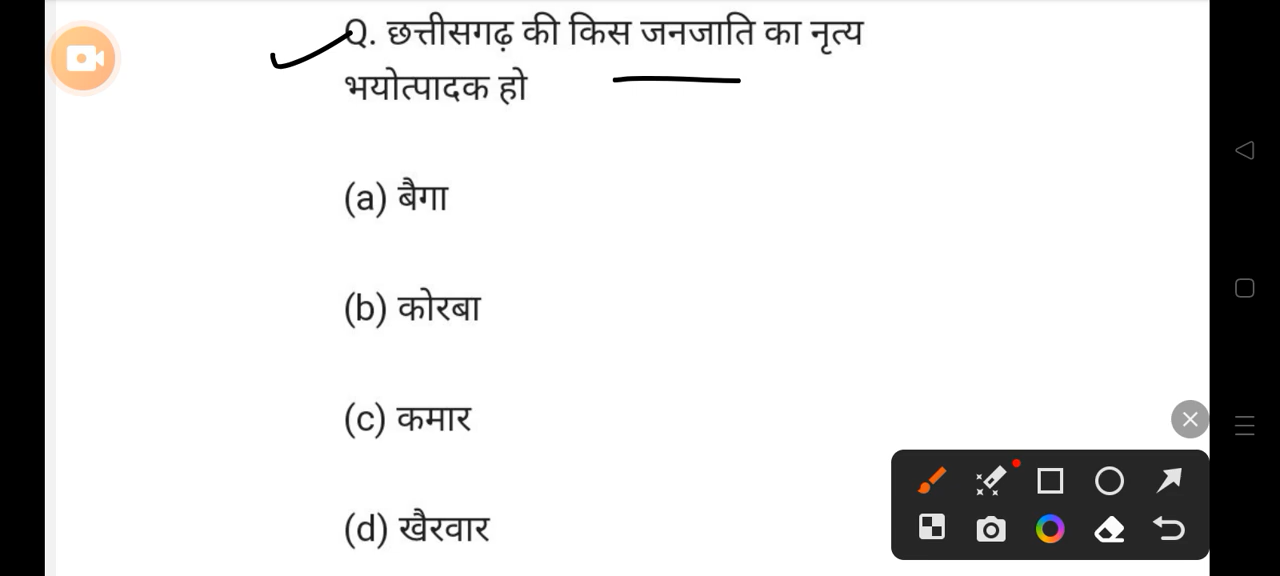 Q. छत्तीसगढ़ की किस जनजाति का नृत्य
भयोत्पादक हो
(a) बैगा
(b) कोरबा
(c) कमार
(d) खैरवार